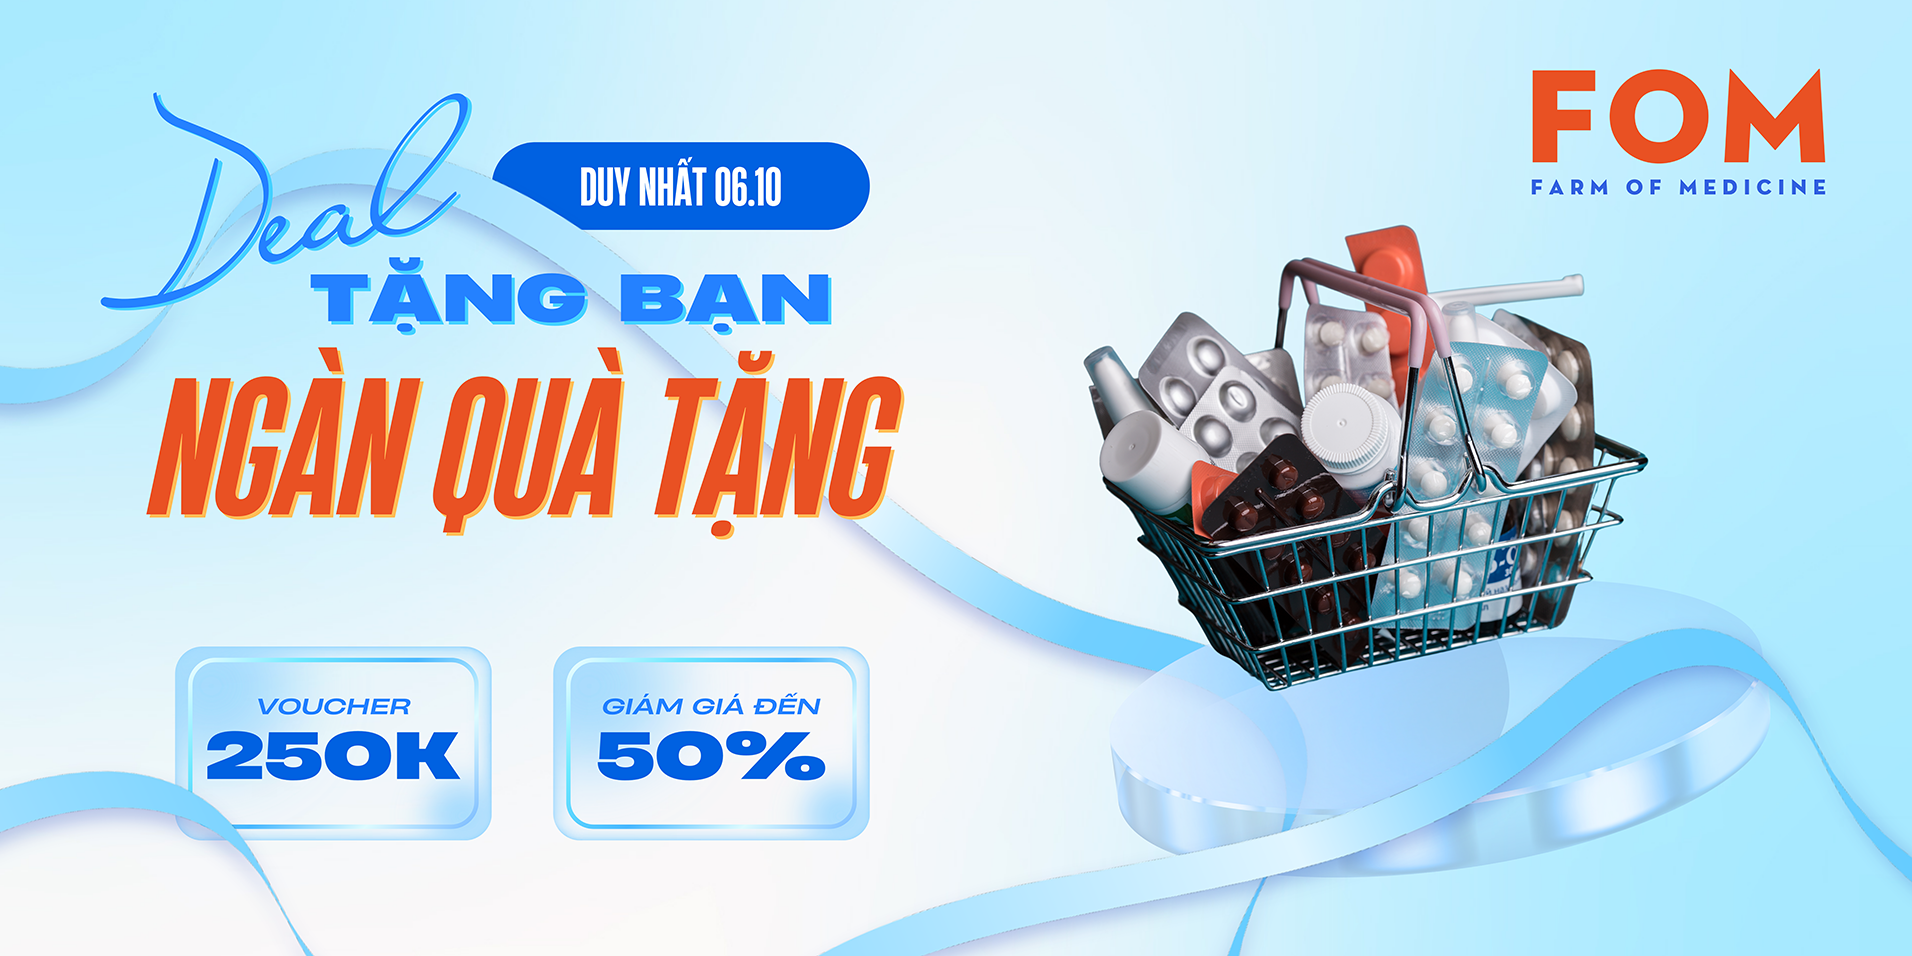 Deal
DUY NHẤT 06.10
TẶNG BẠN
NGÀN QUÀ TẶNG
VOUCHER
250K
GIÁM GIÁ ĐẾN
50%
FOM
FARM OF MEDICINE